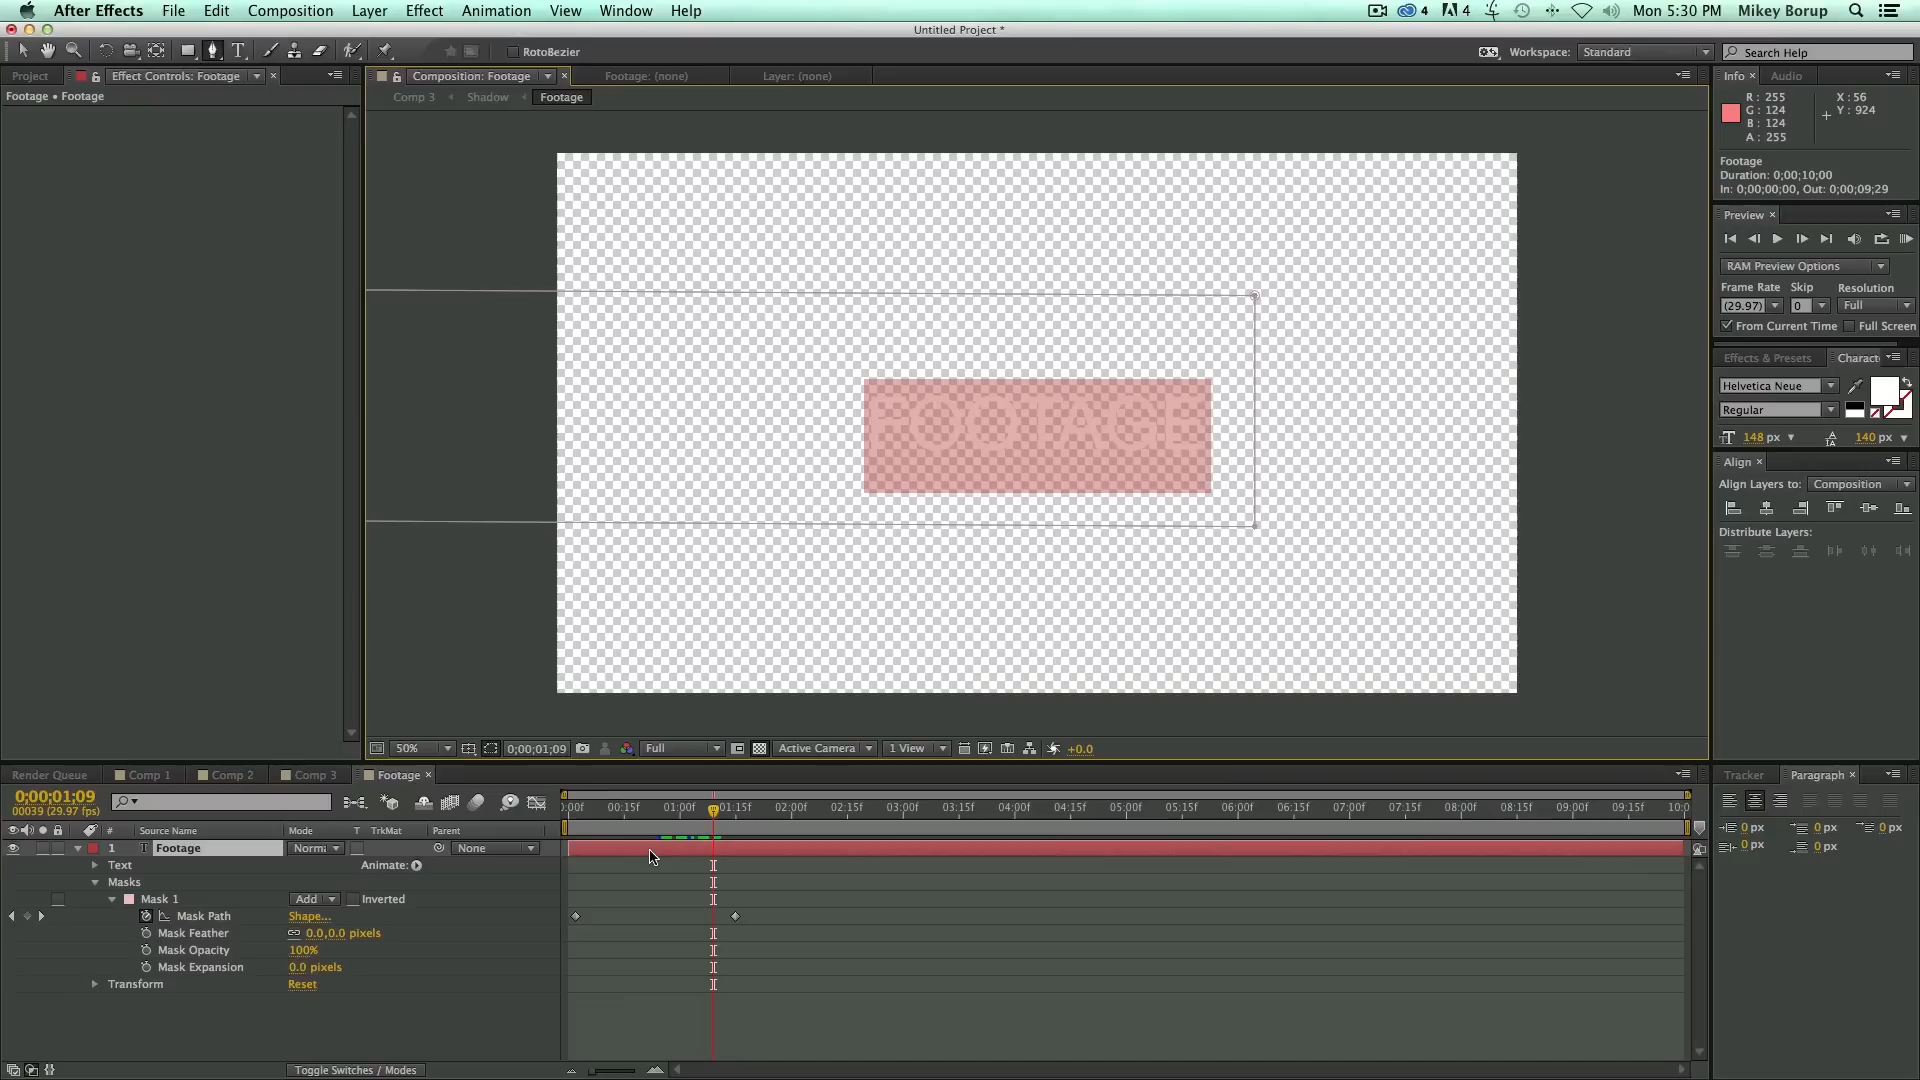 After Effects File Edit Composition Layer Effect Animation View Window Help 4 4 Mon 5:30 PM Mikey Borup
Untitled Project *
RotoBezier Workspace: Standard Search Help
Project Effect Controls: Footage Composition: Footage Footage: (none) Layer: (none) Info Audio
Footage • Footage
Comp 3 Shadow Footage
R : 255 X : 56
G : 124 Y : 924
B : 124
A : 255
Footage
Duration: 0;00;10;00
In: 0;00;00;00, Out: 0;00;09;29
Preview
RAM Preview Options
Frame Rate Skip Resolution
(29.97) 0 Full
From Current Time Full Screen
Effects & Presets Charact
Helvetica Neue
Regular
148 px 140 px
Align
Align Layers to: Composition
Distribute Layers:
FOOTAGE
50% 0;00;01;09 Full Active Camera 1 View +0.0
Render Queue Comp 1 Comp 2 Comp 3 Footage Tracker Paragraph
0;00;01;09
00039 (29.97 fps)
0:00f 00:15f 01:00f 01:15f 02:00f 02:15f 03:00f 03:15f 04:00f 04:15f 05:00f 05:15f 06:00f 06:15f 07:00f 07:15f 08:00f 08:15f 09:00f 09:15f 10:0
# Source Name Mode T TrkMat Parent
1 T Footage Norma None
Text Animate:
Masks
Mask 1 Add Inverted
Mask Path Shape...
Mask Feather 0.0,0.0 pixels
Mask Opacity 100%
Mask Expansion 0.0 pixels
Transform Reset
0 px 0 px 0 px
0 px 0 px
Toggle Switches / Modes